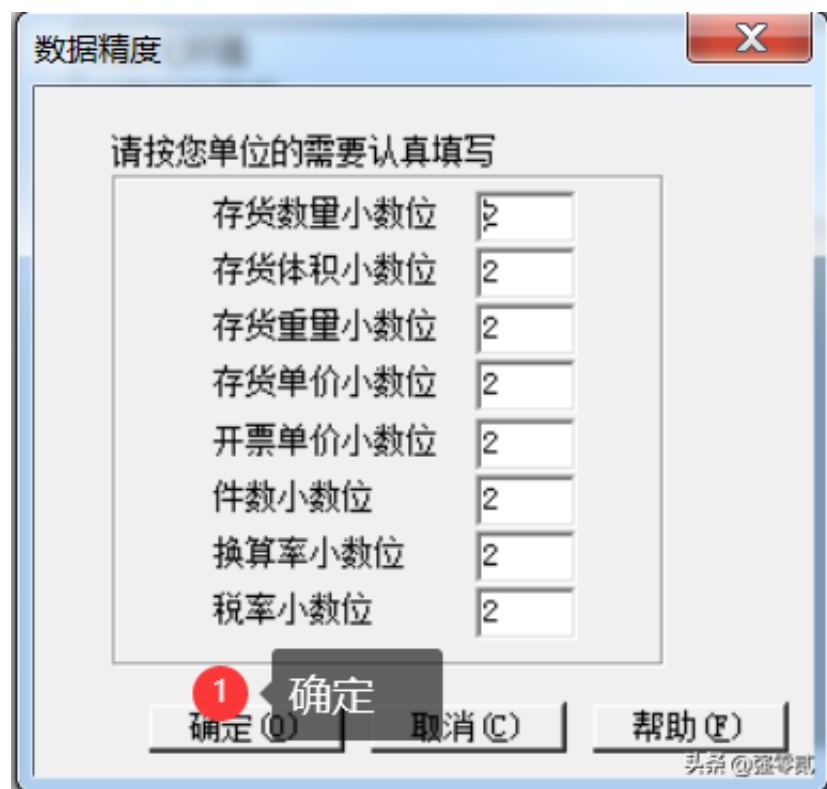 数据精度
请按您单位的需要认真填写
存货数量小数位 2
存货体积小数位 2
存货重量小数位 2
存货单价小数位 2
开票单价小数位 2
件数小数位 2
换算率小数位 2
税率小数位 2
1 确定
确定(O) 取消(C) 帮助(F)
头条 @强零贰